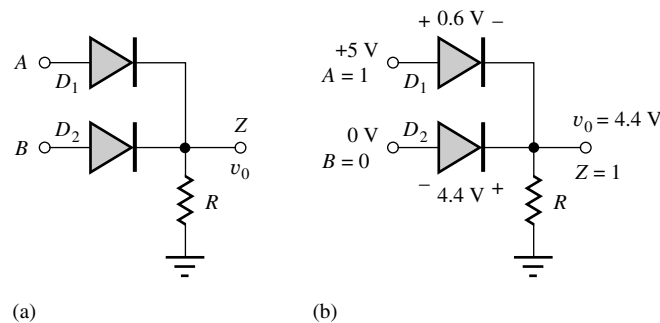 A
D1
B
D2
Z
v0
R
(a)
+ 0.6 V –
+5 V
A = 1
D1
0 V
B = 0
D2
– 4.4 V +
v0 = 4.4 V
Z = 1
R
(b)